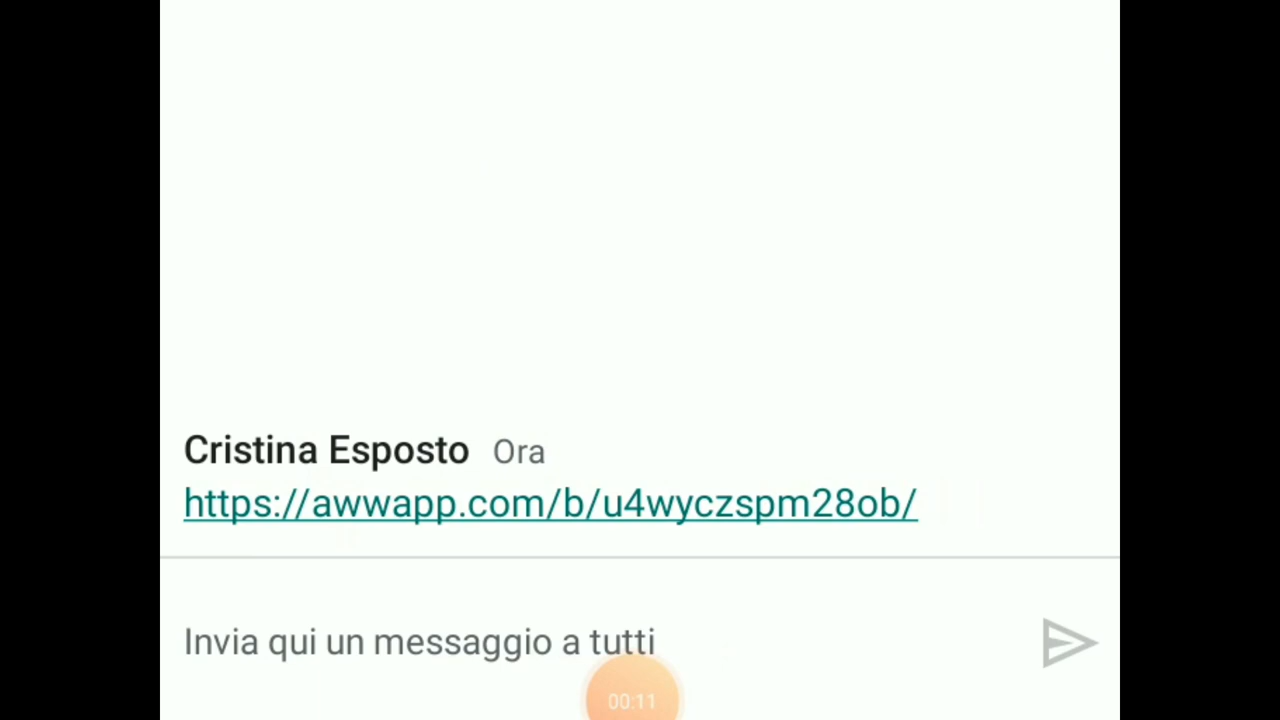 Cristina Esposto Ora
https://awwapp.com/b/u4wyczspm28ob/
Invia qui un messaggio a tutti
00:11